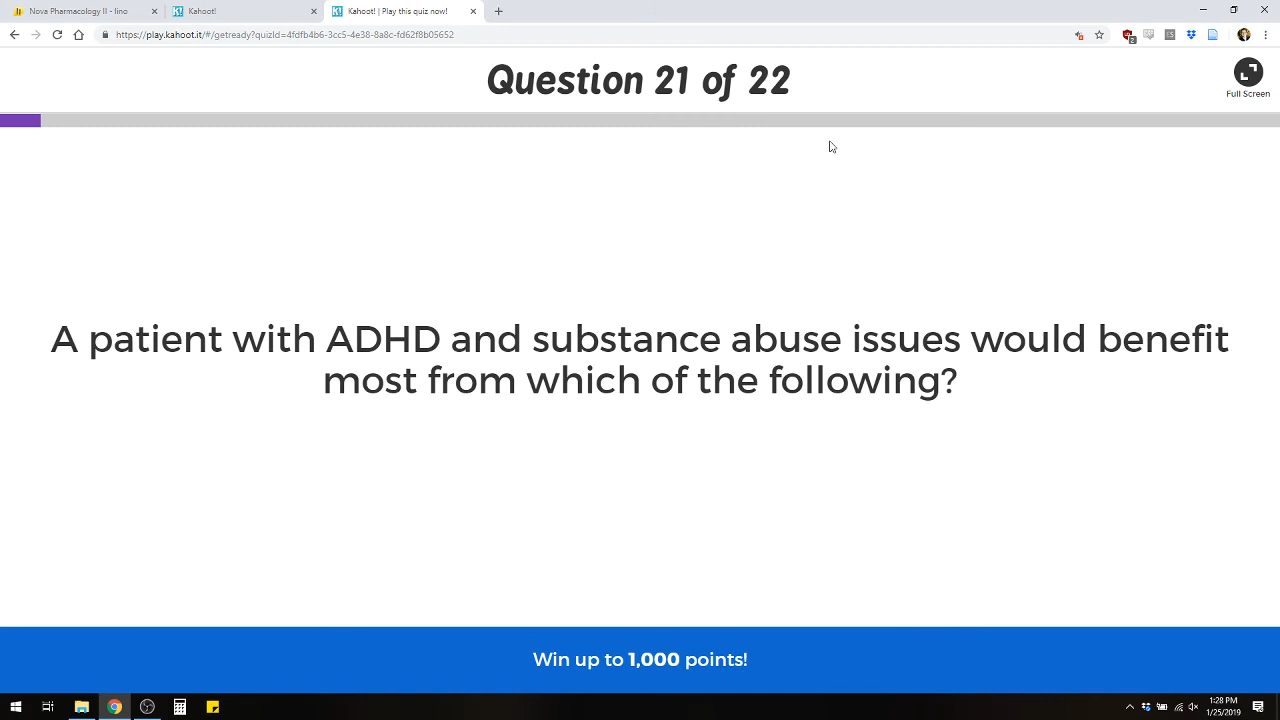 Nova Pharmacology II - lino
Kahoot!
Kahoot! | Play this quiz now!
https://play.kahoot.it/#/getready?quizId=4fdfb4b6-3cc5-4e38-8a8c-fd62f8b05652
2
Question 21 of 22
Full Screen
A patient with ADHD and substance abuse issues would benefit
most from which of the following?
Win up to 1,000 points!
1:28 PM
1/25/2019